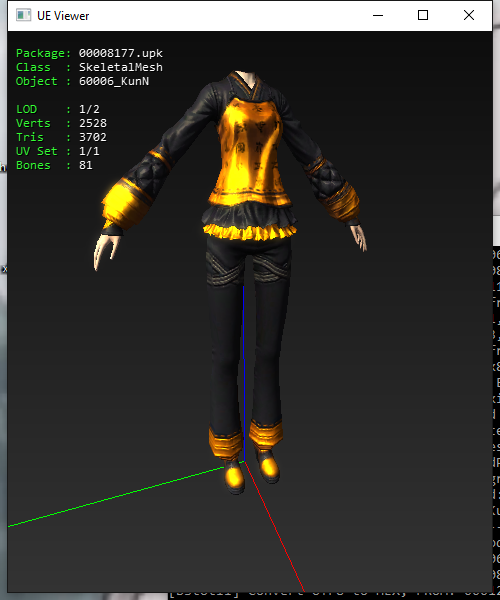 UE Viewer
Package: 00008177.upk
Class : SkeletalMesh
Object : 60006_KunN
LOD : 1/2
Verts : 2528
Tris : 3702
UV Set : 1/1
Bones : 81